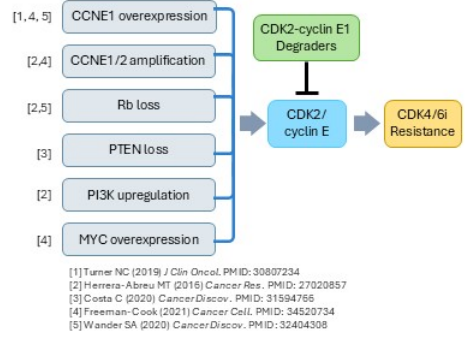 [1, 4, 5] CCNE1 overexpression
CDK2-cyclin E1
Degraders
[2,4] CCNE1/2 amplification
[2,5] Rb loss
CDK2/
cyclin E
CDK4/6i
Resistance
[3] PTEN loss
[2] PI3K upregulation
[4] MYC overexpression
[1] Turner NC (2019) J Clin Oncol. PMID: 30807234
[2] Herrera-Abreu MT (2016) Cancer Res. PMID: 27020857
[3] Costa C (2020) Cancer Discov. PMID: 31594766
[4] Freeman-Cook (2021) Cancer Cell. PMID: 34520734
[5] Wander SA (2020) Cancer Discov. PMID: 32404308